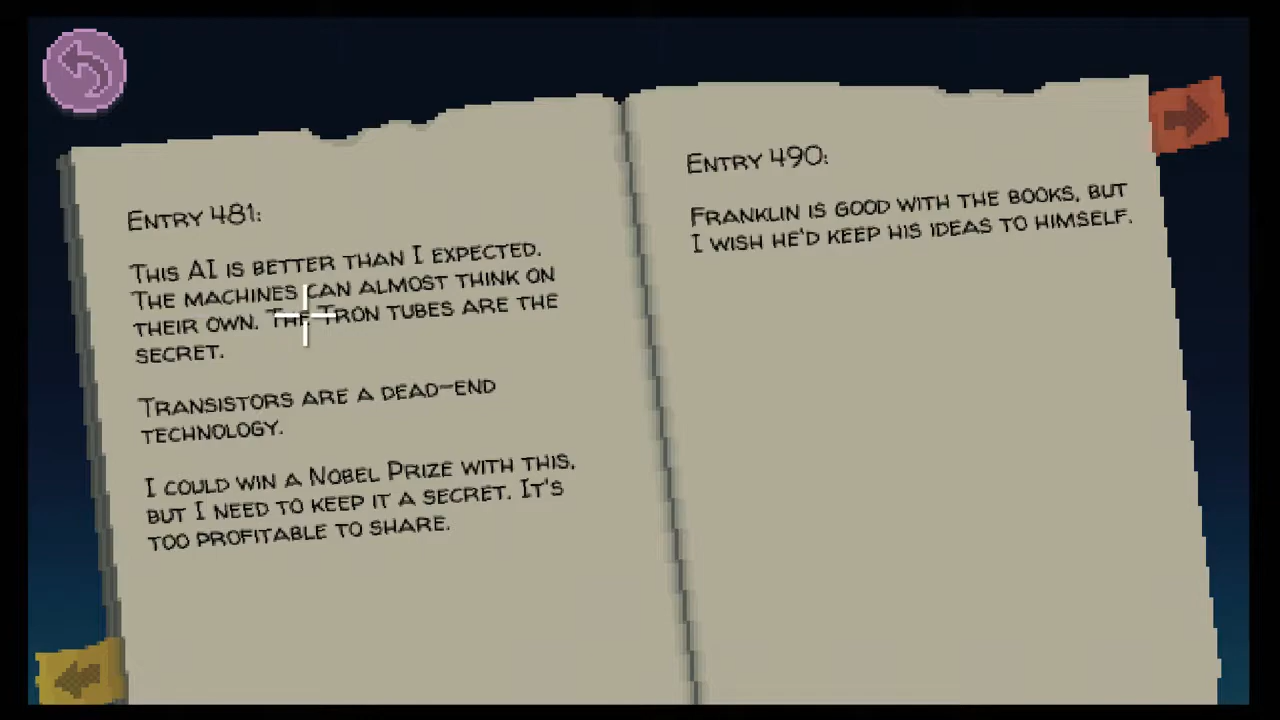 Entry 481:
This AI is better than I expected.
The machines can almost think on
their own. The Tron tubes are the
secret.
Transistors are a dead-end
technology.
I could win a Nobel Prize with this,
but I need to keep it a secret. It's
too profitable to share.
Entry 490:
Franklin is good with the books, but
I wish he'd keep his ideas to himself.